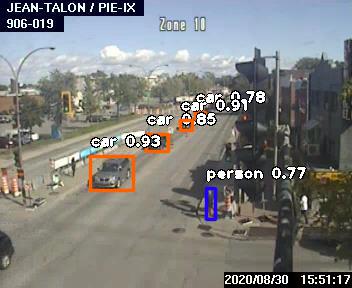 JEAN-TALON / PIE-IX
906-019
Zone 10
car 0.78
car 0.91
car 0.85
car 0.93
person 0.77
2020/08/30 15:51:17